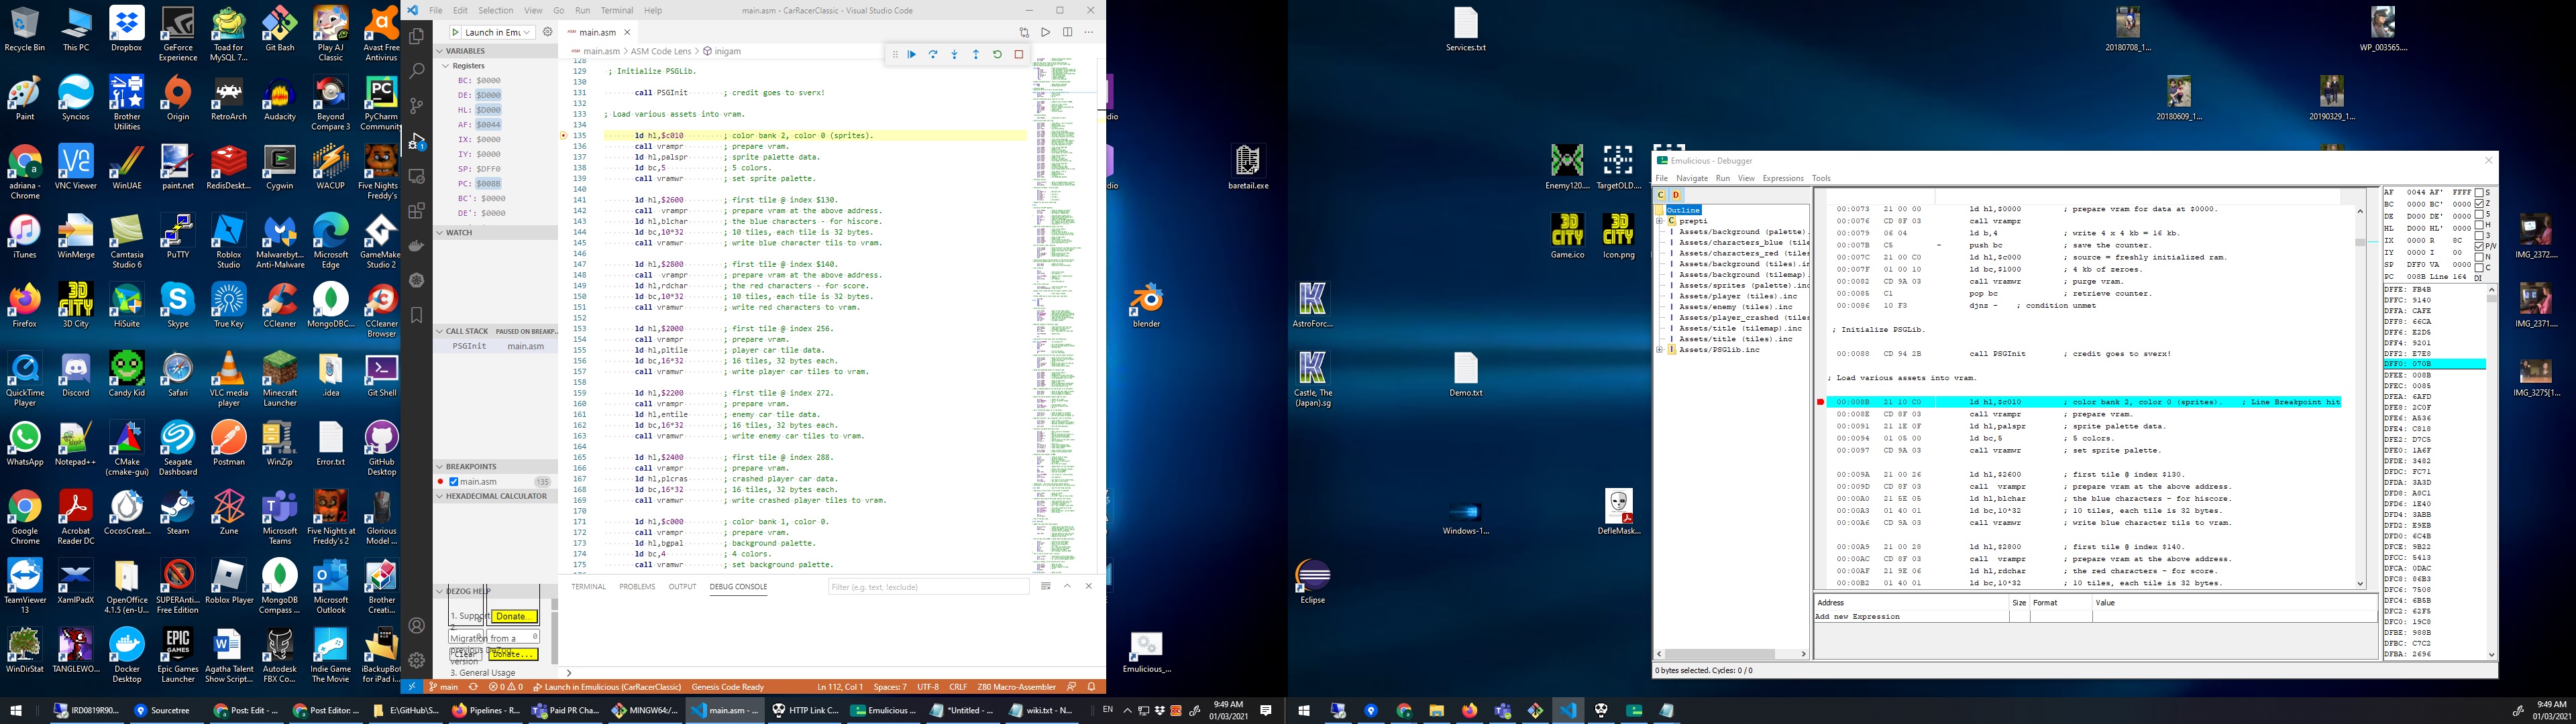 File Edit Selection View Go Run Terminal Help
main.asm - CarRacerClassic - Visual Studio Code
Launch in Emu
VARIABLES
Registers
BC: $0000
DE: $D000
HL: $D000
AF: $0044
IX: $0000
IY: $0000
SP: $DFF0
PC: $008B
BC': $0000
DE': $0000
WATCH
CALL STACK PAUSED ON BREAKP...
PSGInit main.asm
BREAKPOINTS
main.asm 135
HEXADECIMAL CALCULATOR
DEZOG HELP
Donate...
3. General Usage
main.asm
main.asm > ASM Code Lens > inigam
129 ; Initialize PSGLib.
130
131 call PSGInit ; credit goes to sverx!
132
133 ; Load various assets into vram.
134
135 ld hl,$c010 ; color bank 2, color 0 (sprites).
136 call vrampr ; prepare vram.
137 ld hl,palspr ; sprite palette data.
138 ld bc,5 ; 5 colors.
139 call vramwr ; set sprite palette.
140
141 ld hl,$2600 ; first tile @ index $130.
142 call vrampr ; prepare vram at the above address.
143 ld hl,blchar ; the blue characters - for hiscore.
144 ld bc,10*32 ; 10 tiles, each tile is 32 bytes.
145 call vramwr ; write blue character tils to vram.
146
147 ld hl,$2800 ; first tile @ index $140.
148 call vrampr ; prepare vram at the above address.
149 ld hl,rdchar ; the red characters - for score.
150 ld bc,10*32 ; 10 tiles, each tile is 32 bytes.
151 call vramwr ; write red characters to vram.
152
153 ld hl,$2000 ; first tile @ index 256.
154 call vrampr ; prepare vram.
155 ld hl,pltile ; player car tile data.
156 ld bc,16*32 ; 16 tiles, 32 bytes each.
157 call vramwr ; write player car tiles to vram.
158
159 ld hl,$2200 ; first tile @ index 272.
160 call vrampr ; prepare vram.
161 ld hl,entile ; enemy car tile data.
162 ld bc,16*32 ; 16 tiles, 32 bytes each.
163 call vramwr ; write enemy car tiles to vram.
164
165 ld hl,$2400 ; first tile @ index 288.
166 call vrampr ; prepare vram.
167 ld hl,plcras ; crashed player car tiles.
168 ld bc,16*32 ; 16 tiles, 32 bytes each.
169 call vramwr ; write crashed player tiles to vram.
170
171 ld hl,$c000 ; color bank 1, color 0.
172 call vrampr ; prepare vram.
173 ld hl,bgpal ; background palette.
174 ld bc,4 ; 4 colors.
175 call vramwr ; set background palette.
TERMINAL PROBLEMS OUTPUT DEBUG CONSOLE
Filter (e.g. text, !exclude)
main 0 0 Launch in Emulicious (CarRacerClassic) Genesis Code Ready Ln 112, Col 1 Spaces: 7 UTF-8 CRLF Z80 Macro-Assembler
Recycle Bin
This PC
Dropbox
GeForce Experience
Toad for MySQL 7...
Git Bash
Play AJ Classic
Avast Free Antivirus
Paint
Syncios
Brother Utilities
Origin
RetroArch
Audacity
Beyond Compare 3
PyCharm Community
adriana - Chrome
VNC Viewer
WinUAE
paint.net
RedisDeskt...
Cygwin
WACUP
Five Nights at Freddy's
iTunes
WinMerge
Camtasia Studio 6
PuTTY
Roblox Studio
Malwarebyt... Anti-Malware
Microsoft Edge
GameMaker Studio 2
Firefox
3D City
HiSuite
Skype
True Key
CCleaner
MongoDBC...
CCleaner Browser
QuickTime Player
Discord
Candy Kid
Safari
VLC media player
Minecraft Launcher
.idea
Git Shell
WhatsApp
Notepad++
CMake (cmake-gui)
Seagate Dashboard
Postman
WinZip
Error.txt
GitHub Desktop
Google Chrome
Acrobat Reader DC
CocosCreat...
Steam
Zune
Microsoft Teams
Five Nights at Freddy's 2
Glorious Model ...
TeamViewer 13
XamlPadX
OpenOffice 4.1.5 (en-U...
SUPERAnti... Free Edition
Roblox Player
MongoDB Compass ...
Microsoft Outlook
Brother Creati...
WinDirStat
TANGLEWO...
Docker Desktop
Epic Games Launcher
Agatha Talent Show Script...
Autodesk FBX Co...
Indie Game The Movie
iBackupBot for iPad i...
Services.txt
baretail.exe
blender
Emulicious_...
AstroForc...
Castle, The (Japan).sg
Eclipse
Demo.txt
Windows-1...
Enemy120....
TargetOLD....
Game.ico
Icon.png
DefleMask...
20180708_1...
WP_003565....
20180609_1...
20190329_1...
IMG_2372....
IMG_2371....
IMG_3275[1...
Emulicious - Debugger
File Navigate Run View Expressions Tools
Outline
prepti
Assets/background (palette).
Assets/characters_blue (tile
Assets/characters_red (tiles
Assets/background (tiles).in
Assets/background (tilemap).
Assets/sprites (palette).inc
Assets/player (tiles).inc
Assets/enemy (tiles).inc
Assets/player_crashed (tiles
Assets/title (tilemap).inc
Assets/title (tiles).inc
Assets/PSGlib.inc
00:0073 21 00 00 ld hl,$0000 ; prepare vram for data at $0000.
00:0076 CD 8F 03 call vrampr
00:0079 06 04 ld b,4 ; write 4 x 4 kb = 16 kb.
00:007B C5 - push bc ; save the counter.
00:007C 21 00 C0 ld hl,$c000 ; source = freshly initialized ram.
00:007F 01 00 10 ld bc,$1000 ; 4 kb of zeroes.
00:0082 CD 9A 03 call vramwr ; purge vram.
00:0085 C1 pop bc ; retrieve counter.
00:0086 10 F3 djnz - ; condition unmet
; Initialize PSGLib.
00:0088 CD 94 2B call PSGInit ; credit goes to sverx!
; Load various assets into vram.
00:008B 21 10 C0 ld hl,$c010 ; color bank 2, color 0 (sprites). ; Line Breakpoint hit
00:008E CD 8F 03 call vrampr ; prepare vram.
00:0091 21 1E 0F ld hl,palspr ; sprite palette data.
00:0094 01 05 00 ld bc,5 ; 5 colors.
00:0097 CD 9A 03 call vramwr ; set sprite palette.
00:009A 21 00 26 ld hl,$2600 ; first tile @ index $130.
00:009D CD 8F 03 call vrampr ; prepare vram at the above address.
00:00A0 21 5E 05 ld hl,blchar ; the blue characters - for hiscore.
00:00A3 01 40 01 ld bc,10*32 ; 10 tiles, each tile is 32 bytes.
00:00A6 CD 9A 03 call vramwr ; write blue character tils to vram.
00:00A9 21 00 28 ld hl,$2800 ; first tile @ index $140.
00:00AC CD 8F 03 call vrampr ; prepare vram at the above address.
00:00AF 21 9E 06 ld hl,rdchar ; the red characters - for score.
00:00B2 01 40 01 ld bc,10*32 ; 10 tiles, each tile is 32 bytes.
Address Size Format Value
Add new Expression
0 bytes selected. Cycles: 0 / 0
AF 0044 AF' FFFF S
BC 0000 BC' 0000 Z
DE D000 DE' 0000 5
HL D000 HL' 0000 H
IX 0000 R 8C 3
IY 0000 I 00 P/V
SP DFF0 VA 0000 N
PC 008B Line 164 C
DI
DFFE: FB4B
DFFC: 9140
DFFA: CAFE
DFF8: 66CA
DFF6: E2D5
DFF4: 9201
DFF2: E7E8
DFF0: 070B
DFEE: 008B
DFEC: 0085
DFEA: 6AFD
DFE8: 2C0F
DFE6: A536
DFE4: C818
DFE2: D7C5
DFE0: 1A6F
DFDE: 3482
DFDC: FC71
DFDA: 3A3D
DFD8: A8C1
DFD6: 1E40
DFD4: 3ABB
DFD2: E9EB
DFD0: 6C4B
DFCE: 9B22
DFCC: 5413
DFCA: 0DAC
DFC8: 86B3
DFC6: 7508
DFC4: 6B5B
DFC2: 62F5
DFC0: 19C8
DFBE: 988B
DFBC: C7C2
DFBA: 2696
IRD0819R90...
Sourcetree
Post: Edit - ...
Post Editor: ...
E:\GitHub\S...
Pipelines - R...
Paid PR Cha...
MINGW64:/...
main.asm - ...
HTTP Link C...
Emulicious ...
*Untitled - ...
wiki.txt - N...
EN
9:49 AM
01/03/2021
9:49 AM
01/03/2021